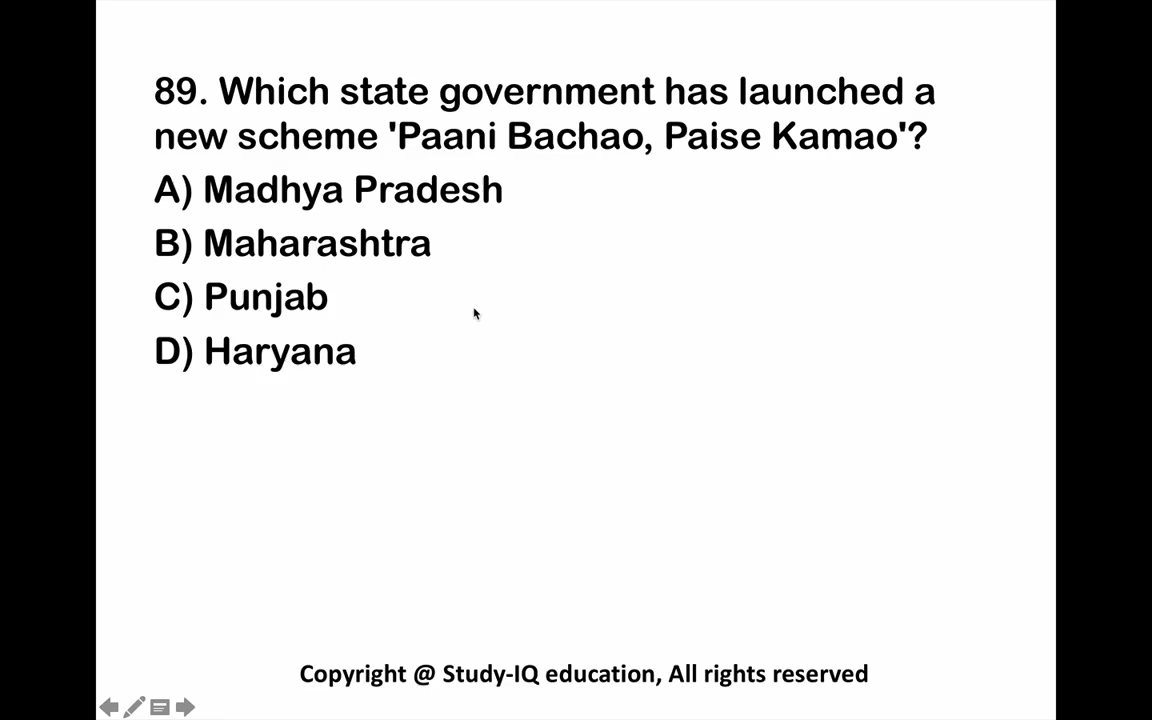 89. Which state government has launched a
new scheme 'Paani Bachao, Paise Kamao'?
A) Madhya Pradesh
B) Maharashtra
C) Punjab
D) Haryana
Copyright @ Study-IQ education, All rights reserved